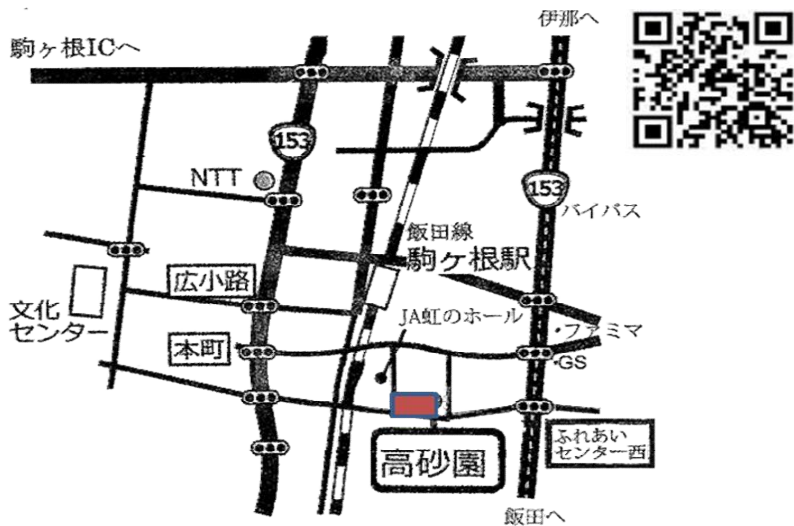 伊那へ
駒ヶ根ICへ
153
NTT
153
バイパス
飯田線
駒ヶ根駅
広小路
文化
センター
JA虹のホール
・ファミマ
本町
・GS
ふれあい
センター西
高砂園
飯田へ